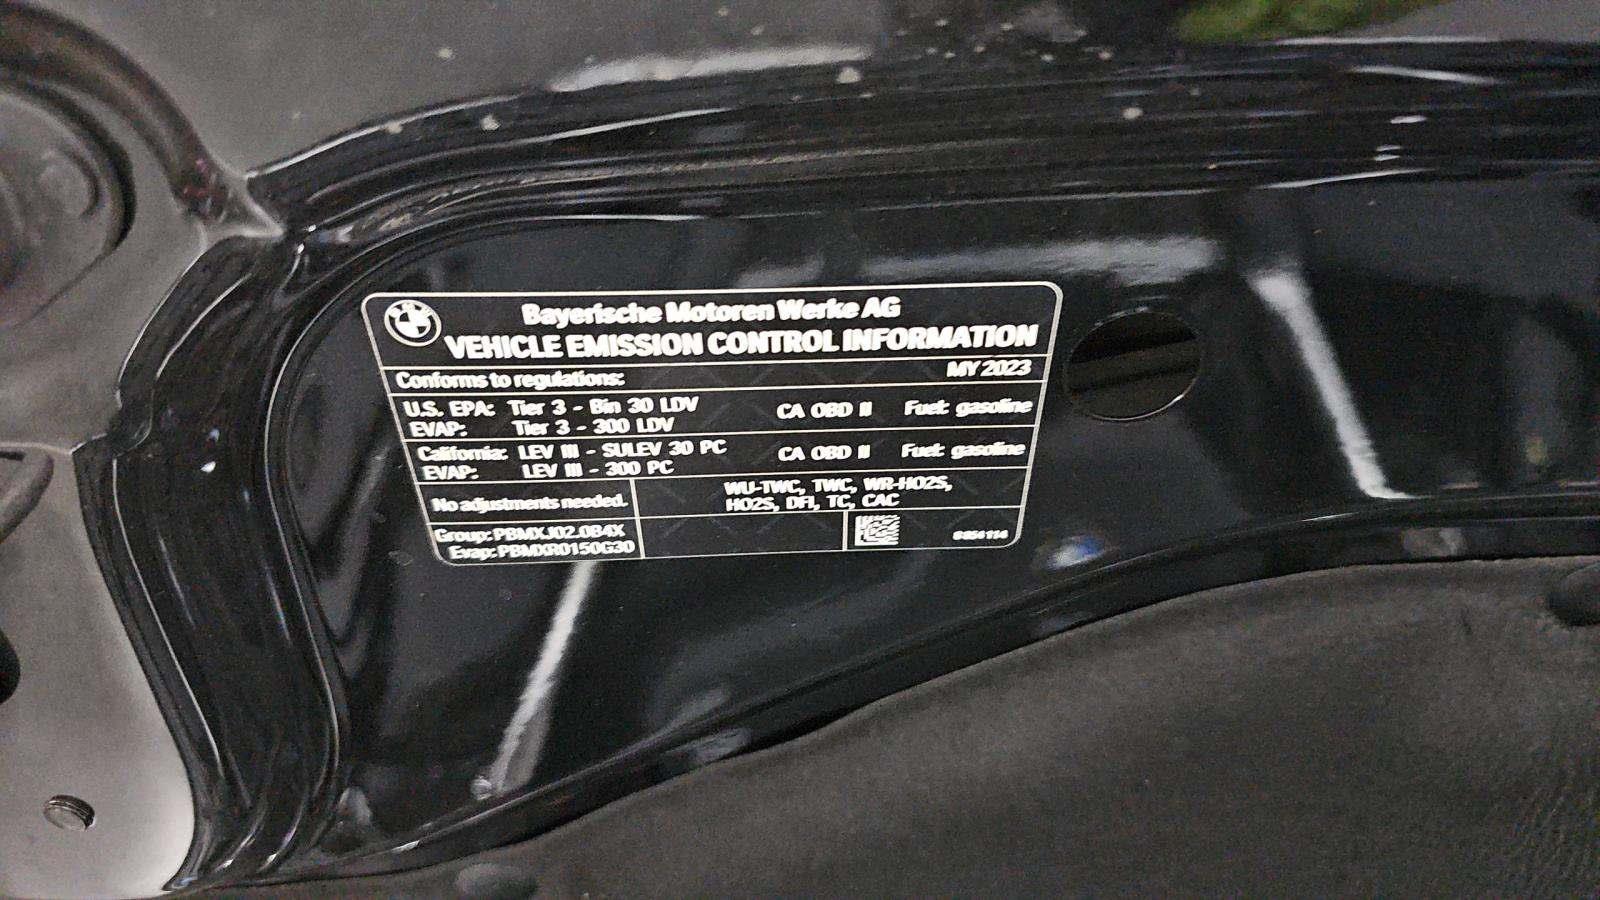 Bayerische Motoren Werke AG
VEHICLE EMISSION CONTROL INFORMATION
Conforms to regulations: MY 2023
U.S. EPA: Tier 3 - Bin 30 LDV CA OBD II Fuel: gasoline
EVAP: Tier 3 - 300 LDV
California: LEV III - SULEV 30 PC CA OBD II Fuel: gasoline
EVAP: LEV III - 300 PC
No adjustments needed. WU-TWC, TWC, WR-HO2S,
HO2S, DFI, TC, CAC
Group: PBMXJ02.0B4X
Evap: PBMXR0150G30